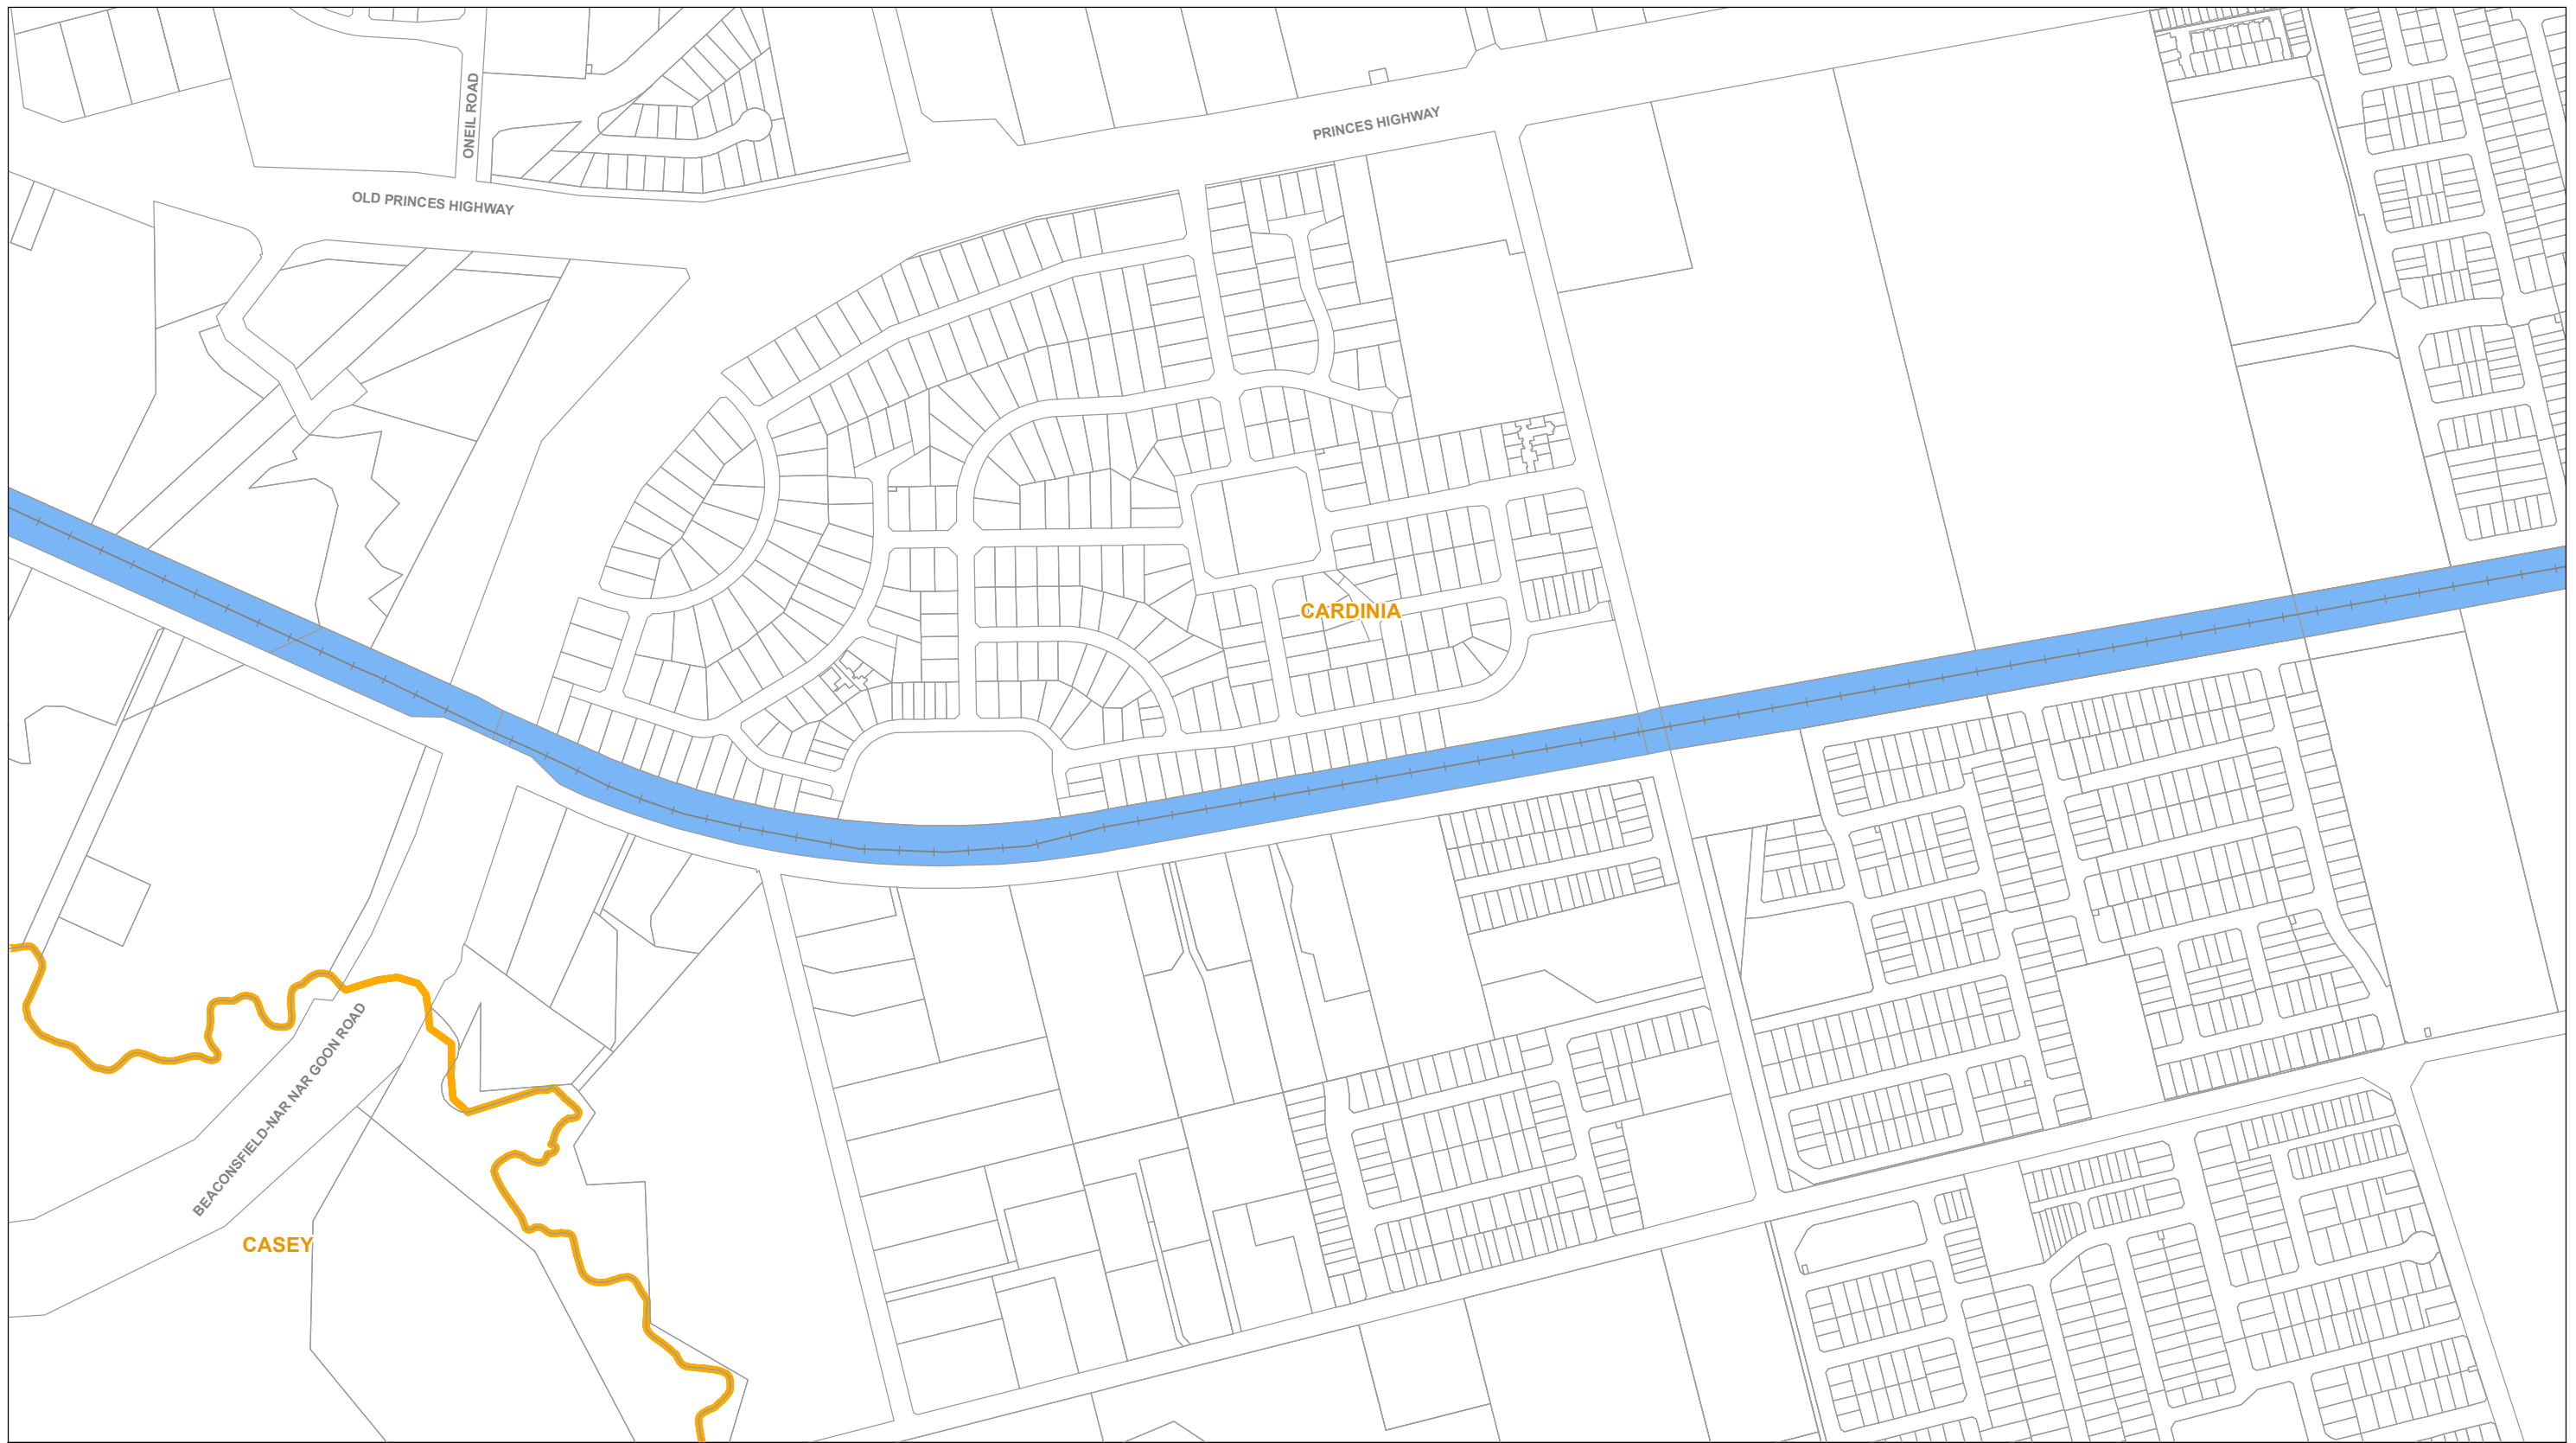 ONEIL ROAD
PRINCES HIGHWAY
OLD PRINCES HIGHWAY
CARDINIA
BEACONSFIELD-NAR NAR GOON ROAD
CASEY